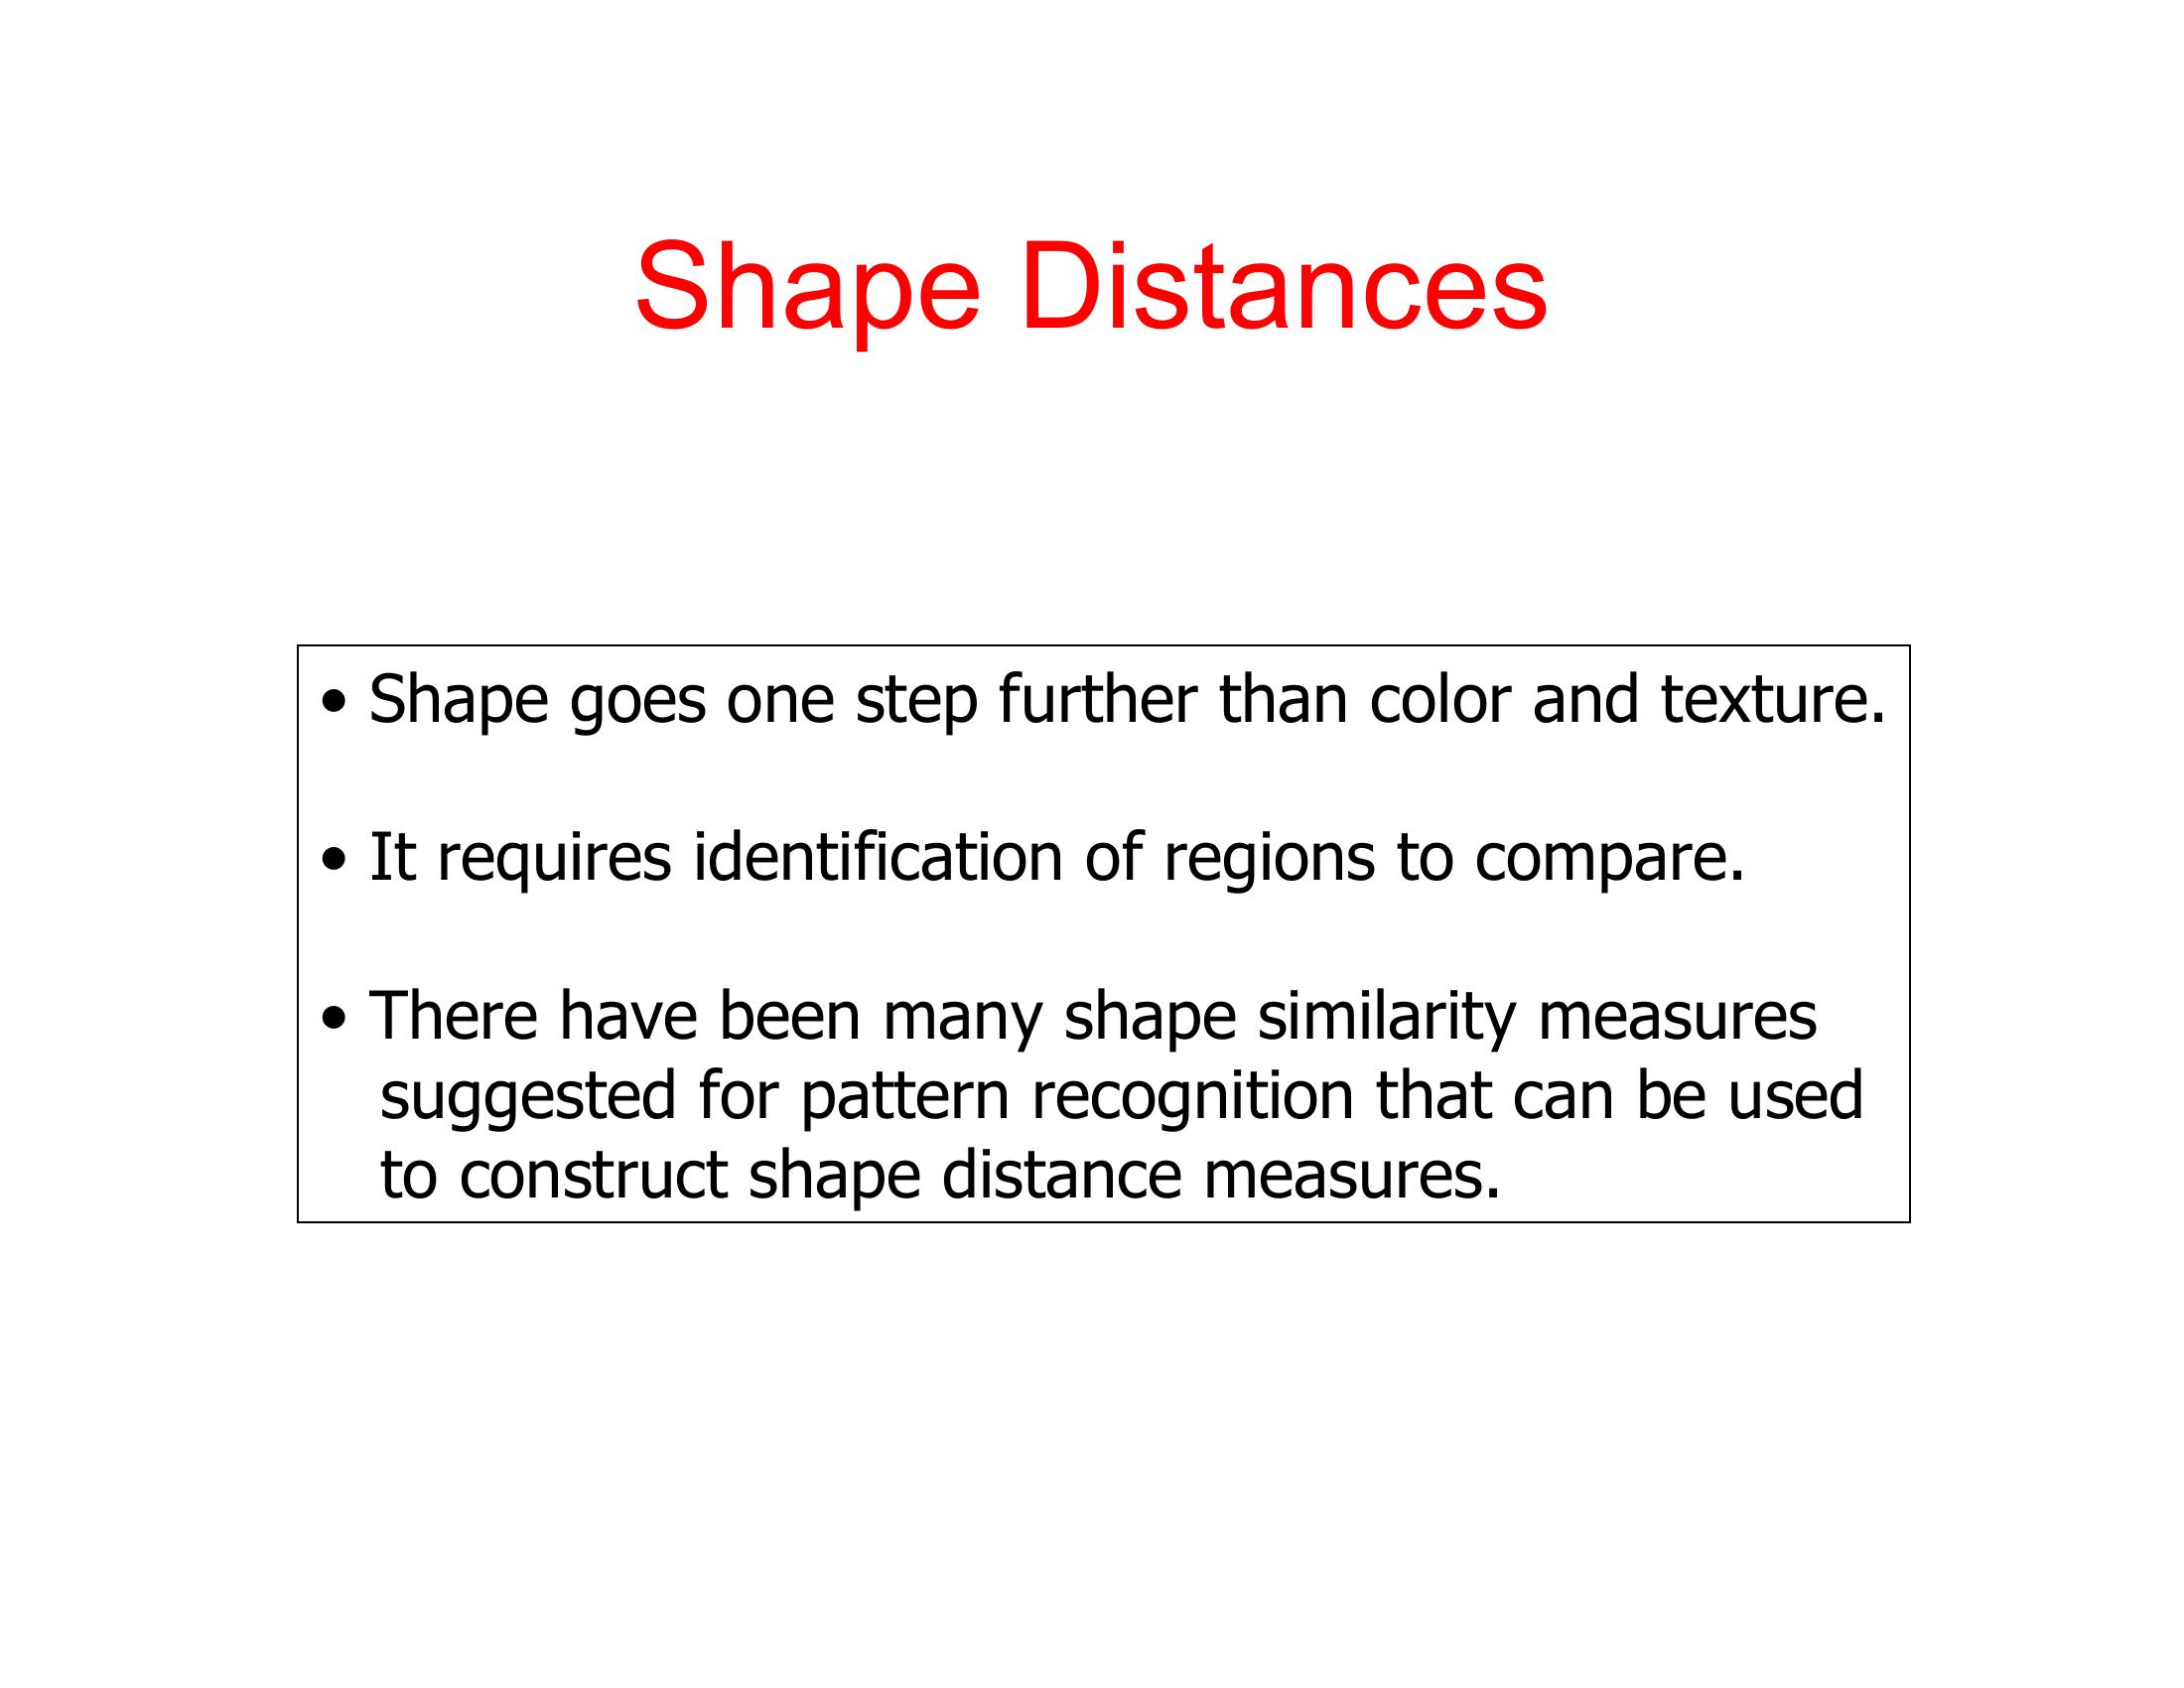 Shape Distances
• Shape goes one step further than color and texture.
• It requires identification of regions to compare.
• There have been many shape similarity measures
suggested for pattern recognition that can be used
to construct shape distance measures.